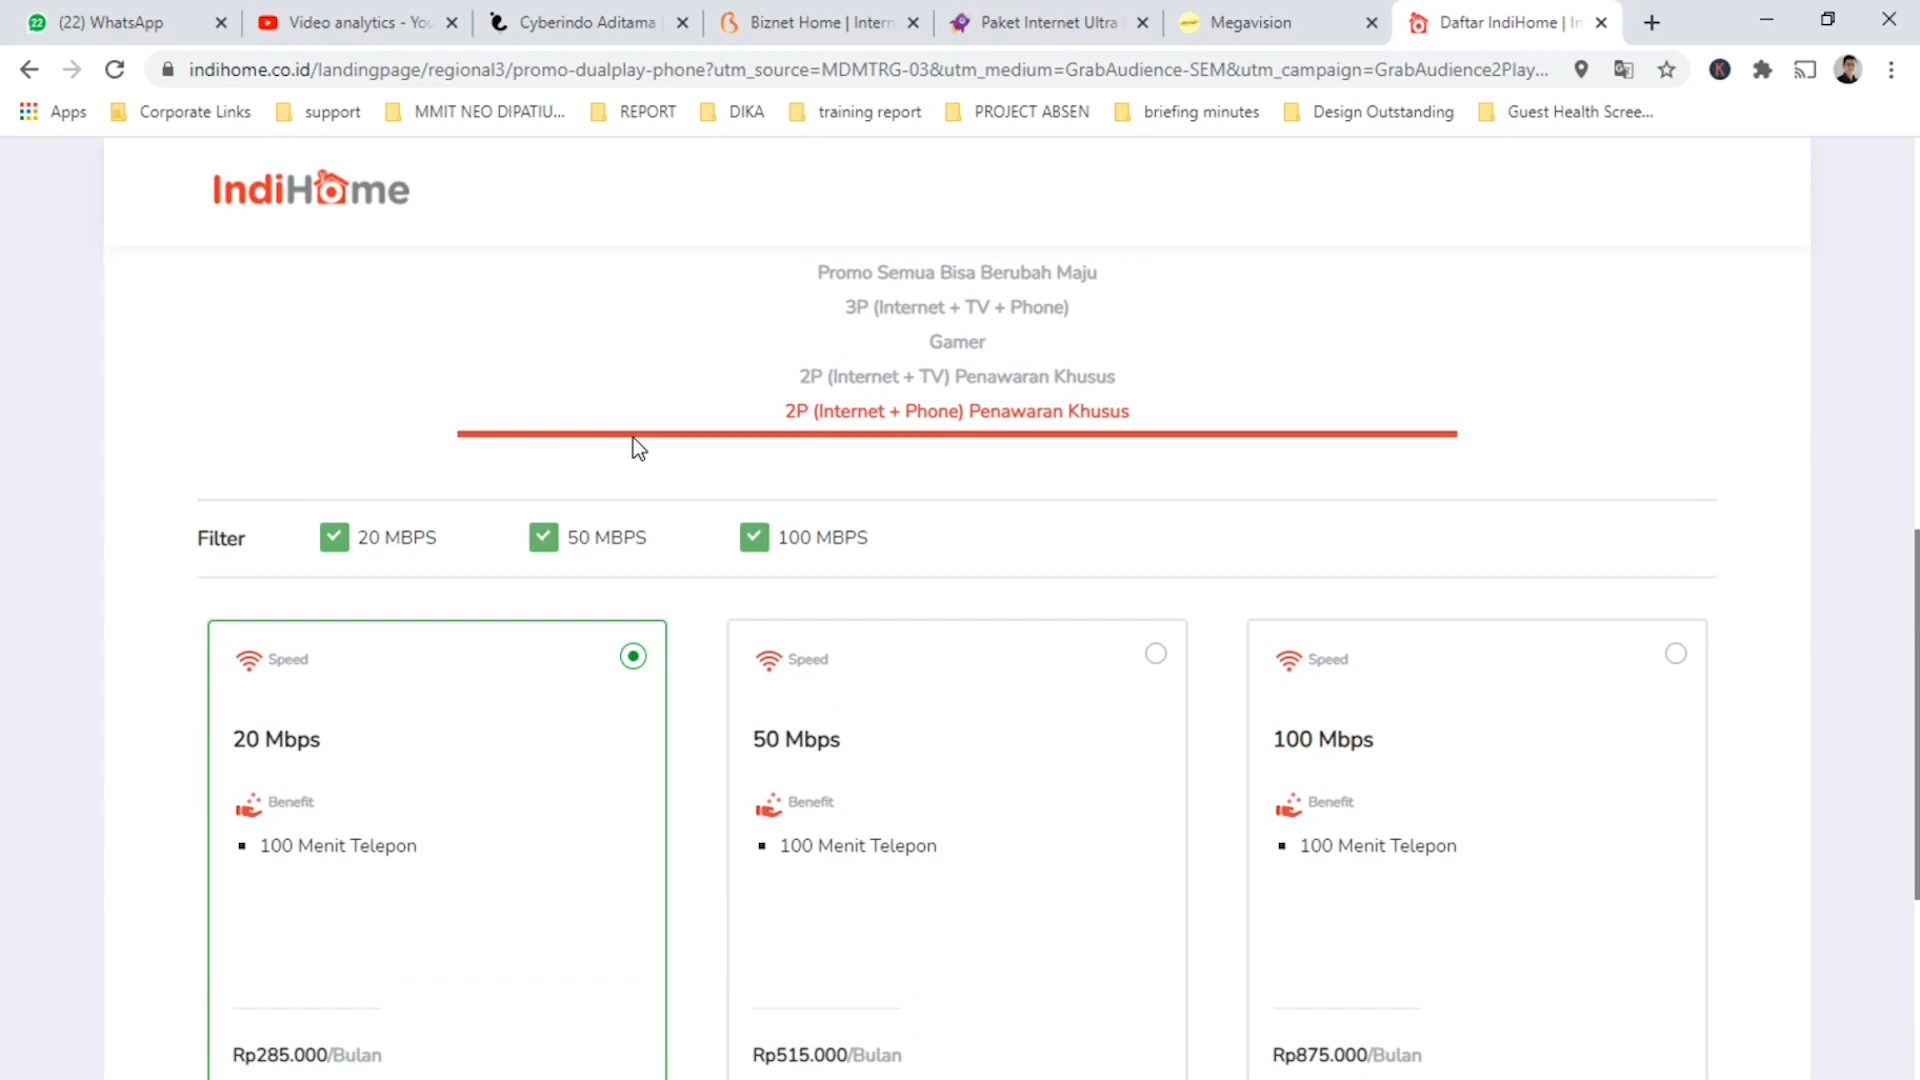 (22) WhatsApp
Video analytics - You
Cyberindo Aditama |
Biznet Home | Intern
Paket Internet Ultra
Megavision
Daftar IndiHome | In
indihome.co.id/landingpage/regional3/promo-dualplay-phone?utm_source=MDMTRG-03&utm_medium=GrabAudience-SEM&utm_campaign=GrabAudience2Play...
Apps
Corporate Links
support
MMIT NEO DIPATIU...
REPORT
DIKA
training report
PROJECT ABSEN
briefing minutes
Design Outstanding
Guest Health Scree...
IndiHome
Promo Semua Bisa Berubah Maju
3P (Internet + TV + Phone)
Gamer
2P (Internet + TV) Penawaran Khusus
2P (Internet + Phone) Penawaran Khusus
Filter
20 MBPS
50 MBPS
100 MBPS
Speed
20 Mbps
Benefit
100 Menit Telepon
Rp285.000/Bulan
Speed
50 Mbps
Benefit
100 Menit Telepon
Rp515.000/Bulan
Speed
100 Mbps
Benefit
100 Menit Telepon
Rp875.000/Bulan